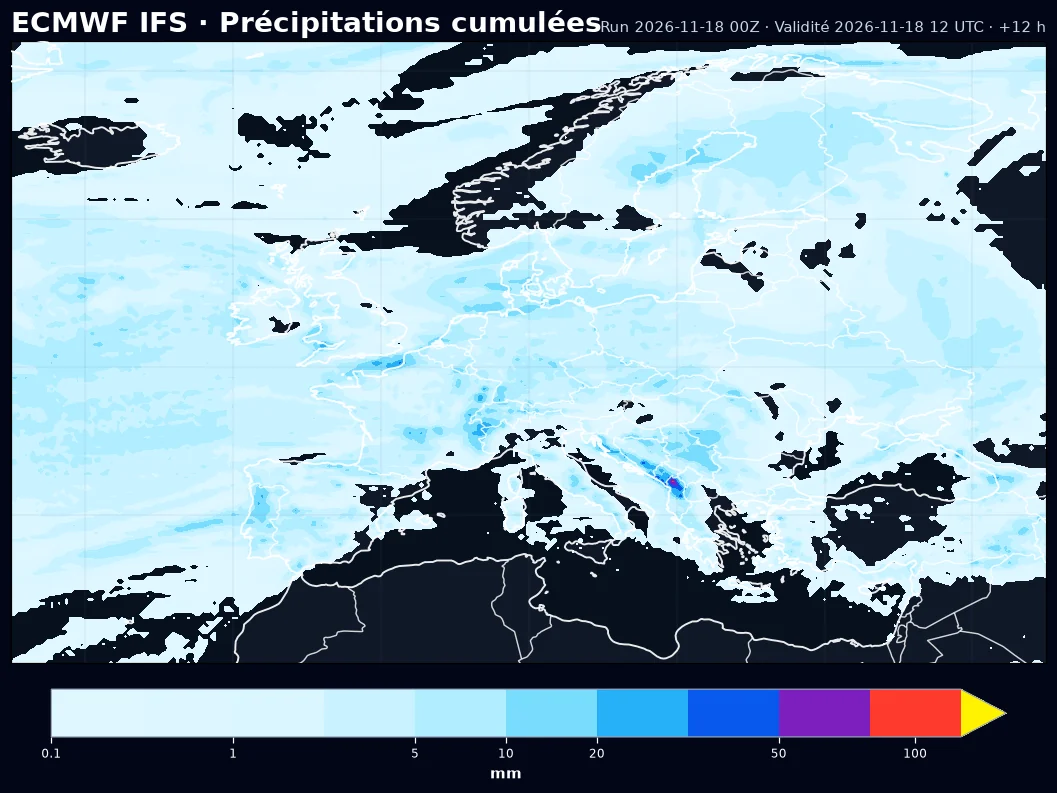 ECMWF IFS · Précipitations cumulées
Run 2026-11-18 00Z · Validité 2026-11-18 12 UTC · +12 h
0.1 1 5 10 20 50 100
mm